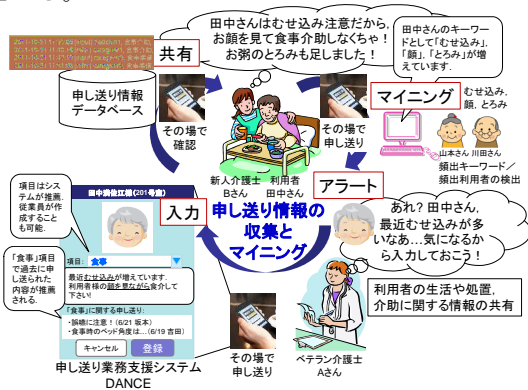 田中さんはむせ込み注意だから,
お顔を見て食事介助しなくちゃ!
お粥のとろみも足しました!
共有
田中さんのキーワー
ドとして「むせ込み」,
「顔」,「とろみ」が増
えています.
申し送り情報
データベース
その場で
確認
その場で
申し送り
マイニング
むせ込み,
顔, とろみ
山本さん 川田さん
頻出キーワード/
頻出利用者の検出
新人介護士
Bさん
利用者
田中さん
アラート
項目はシス
テムが推薦.
従業員が作
成すること
も可能.
田中清佐江様(201号室)
入力
申し送り情報の
収集と
マイニング
あれ? 田中さん,
最近むせ込みが多
いなあ…気になるか
ら入力しておこう!
「食事」項目
で過去に申
し送られた
内容が推薦
される.
項目: 食事
最近むせ込みが増えています.
利用者様の顔を見ながら食介して
下さい!
「食事」に関する申し送り:
・誤嚥に注意!(6/21 坂本)
・食事時のベッド角度は…(6/19 吉田)
キャンセル 登録
申し送り業務支援システム
DANCE
その場で
申し送り
ベテラン介護士
Aさん
利用者の生活や処置,
介助に関する情報の共有